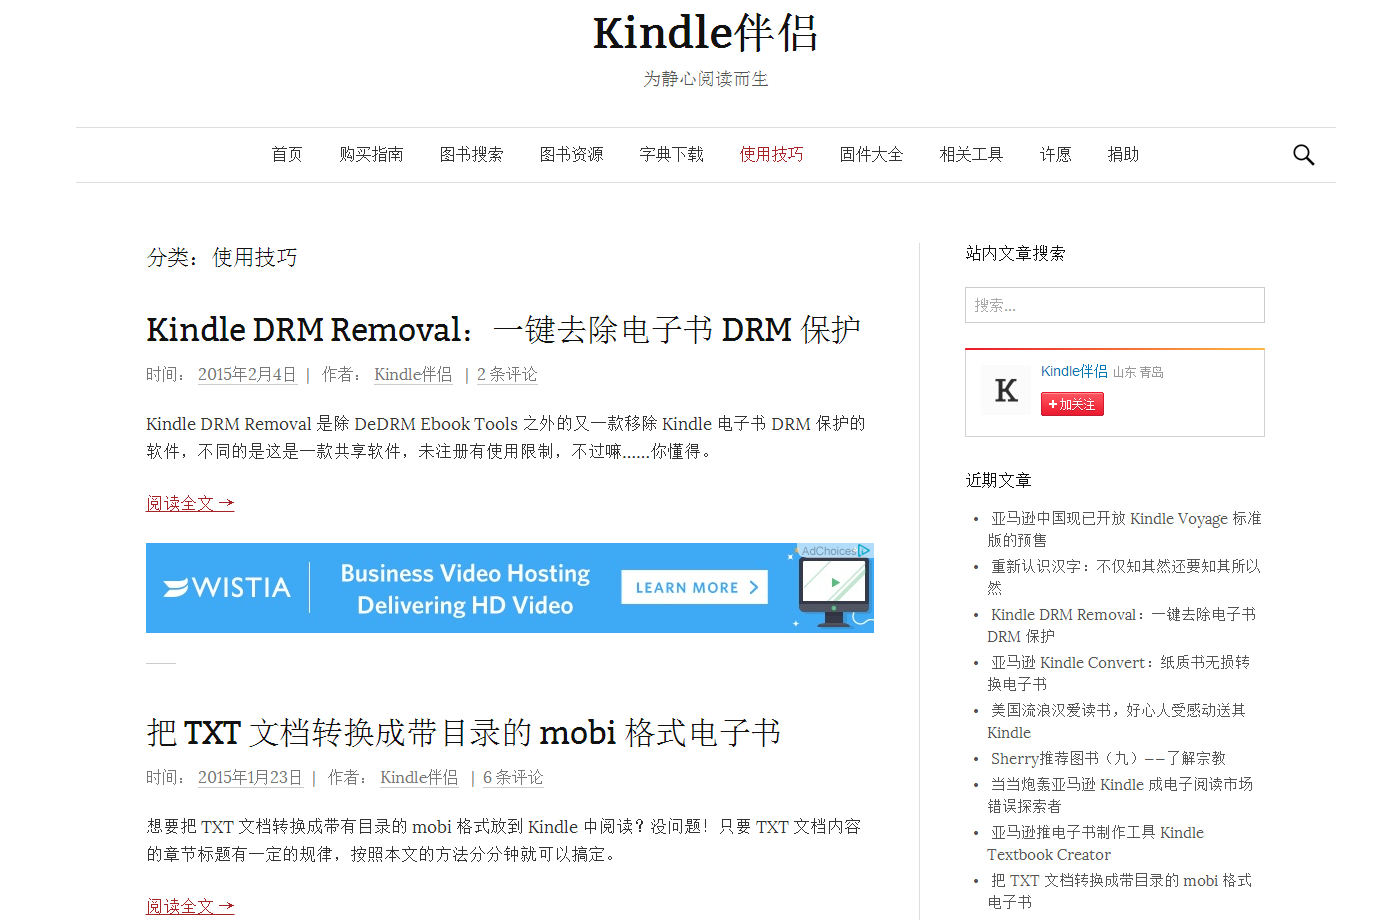 Kindle伴侣
为静心阅读而生
首页 购买指南 图书搜索 图书资源 字典下载 使用技巧 固件大全 相关工具 许愿 捐助
分类：使用技巧
Kindle DRM Removal：一键去除电子书 DRM 保护
时间： 2015年2月4日 | 作者： Kindle伴侣 | 2 条评论
Kindle DRM Removal 是除 DeDRM Ebook Tools 之外的又一款移除 Kindle 电子书 DRM 保护的
软件，不同的是这是一款共享软件，未注册有使用限制，不过嘛……你懂得。
阅读全文 →
AdChoices
WISTIA
Business Video Hosting
Delivering HD Video
LEARN MORE >
把 TXT 文档转换成带目录的 mobi 格式电子书
时间： 2015年1月23日 | 作者： Kindle伴侣 | 6 条评论
想要把 TXT 文档转换成带有目录的 mobi 格式放到 Kindle 中阅读？没问题！只要 TXT 文档内容
的章节标题有一定的规律，按照本文的方法分分钟就可以搞定。
阅读全文 →
站内文章搜索
搜索...
K
Kindle伴侣 山东 青岛
+加关注
近期文章
• 亚马逊中国现已开放 Kindle Voyage 标准
版的预售
• 重新认识汉字：不仅知其然还要知其所以
然
• Kindle DRM Removal：一键去除电子书
DRM 保护
• 亚马逊 Kindle Convert：纸质书无损转
换电子书
• 美国流浪汉爱读书，好心人受感动送其
Kindle
• Sherry推荐图书（九）——了解宗教
• 当当炮轰亚马逊 Kindle 成电子阅读市场
错误探索者
• 亚马逊推电子书制作工具 Kindle
Textbook Creator
• 把 TXT 文档转换成带目录的 mobi 格式
电子书